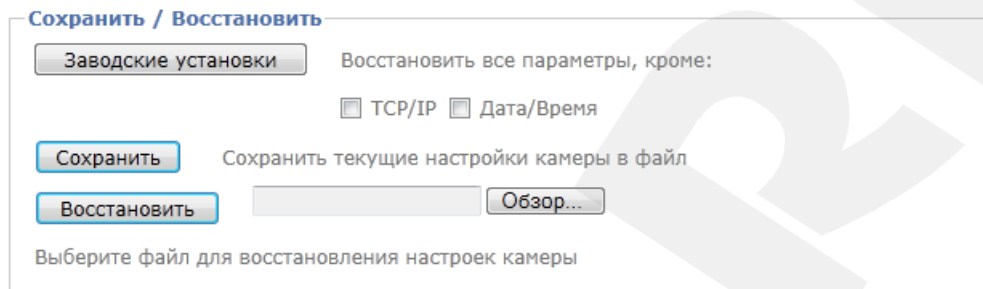 Сохранить / Восстановить
Заводские установки Восстановить все параметры, кроме:
TCP/IP Дата/Время
Сохранить Сохранить текущие настройки камеры в файл
Восстановить Обзор...
Выберите файл для восстановления настроек камеры